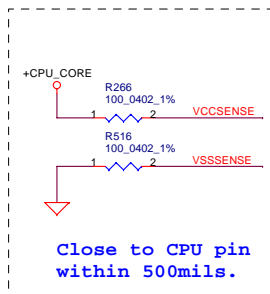 +CPU_CORE
R266
100_0402_1%
1 2 VCCSENSE
R516
100_0402_1%
1 2 VSSSENSE
Close to CPU pin
within 500mils.